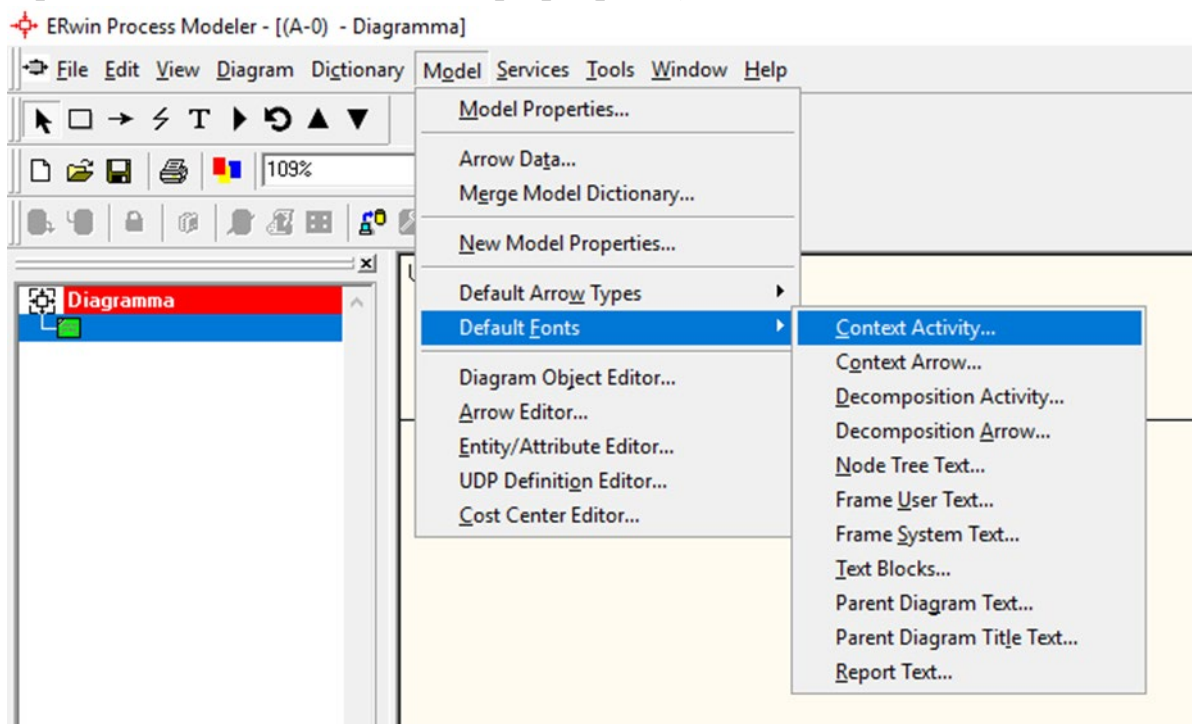 ERwin Process Modeler - [(A-0) - Diagramma]
File Edit View Diagram Dictionary Model Services Tools Window Help
109%
Diagramma
Model Properties...
Arrow Data...
Merge Model Dictionary...
New Model Properties...
Default Arrow Types
Default Fonts
Diagram Object Editor...
Arrow Editor...
Entity/Attribute Editor...
UDP Definition Editor...
Cost Center Editor...
Context Activity...
Context Arrow...
Decomposition Activity...
Decomposition Arrow...
Node Tree Text...
Frame User Text...
Frame System Text...
Text Blocks...
Parent Diagram Text...
Parent Diagram Title Text...
Report Text...